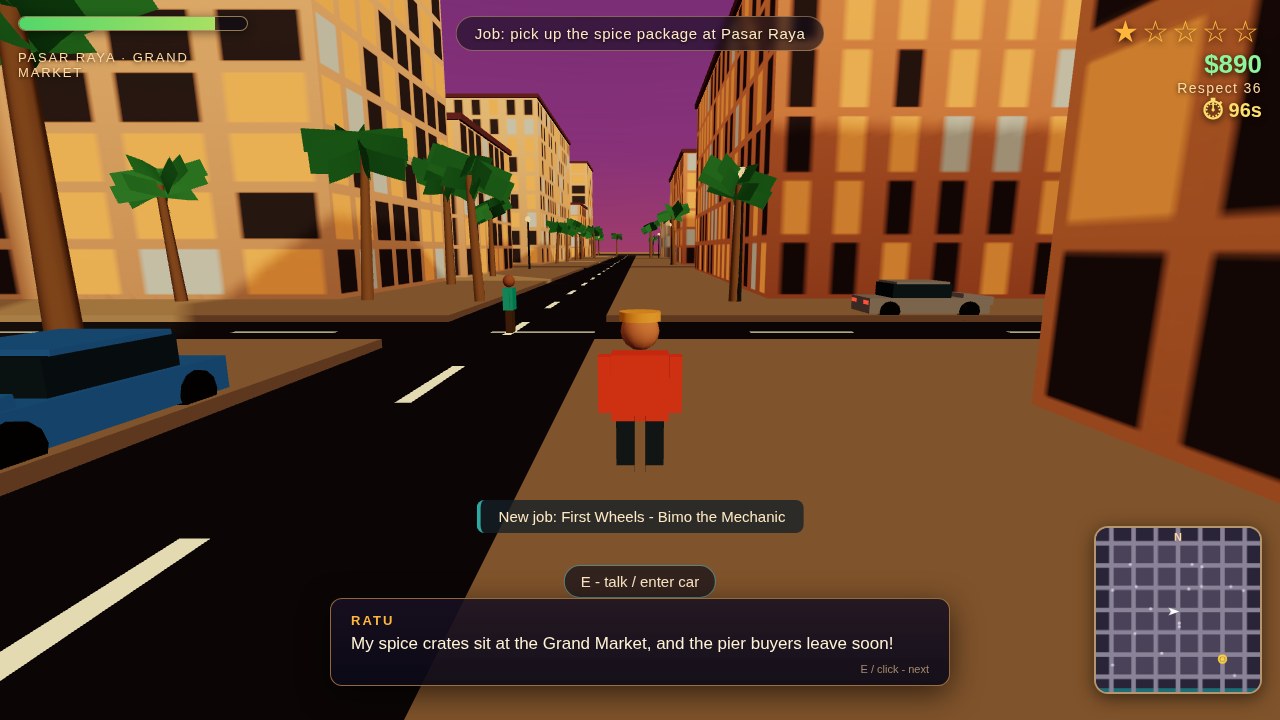 PASAR RAYA · GRAND
MARKET
Job: pick up the spice package at Pasar Raya
★☆☆☆☆
$890
Respect 36
⏱ 96s
New job: First Wheels - Bimo the Mechanic
E - talk / enter car
RATU
My spice crates sit at the Grand Market, and the pier buyers leave soon!
E / click - next
N